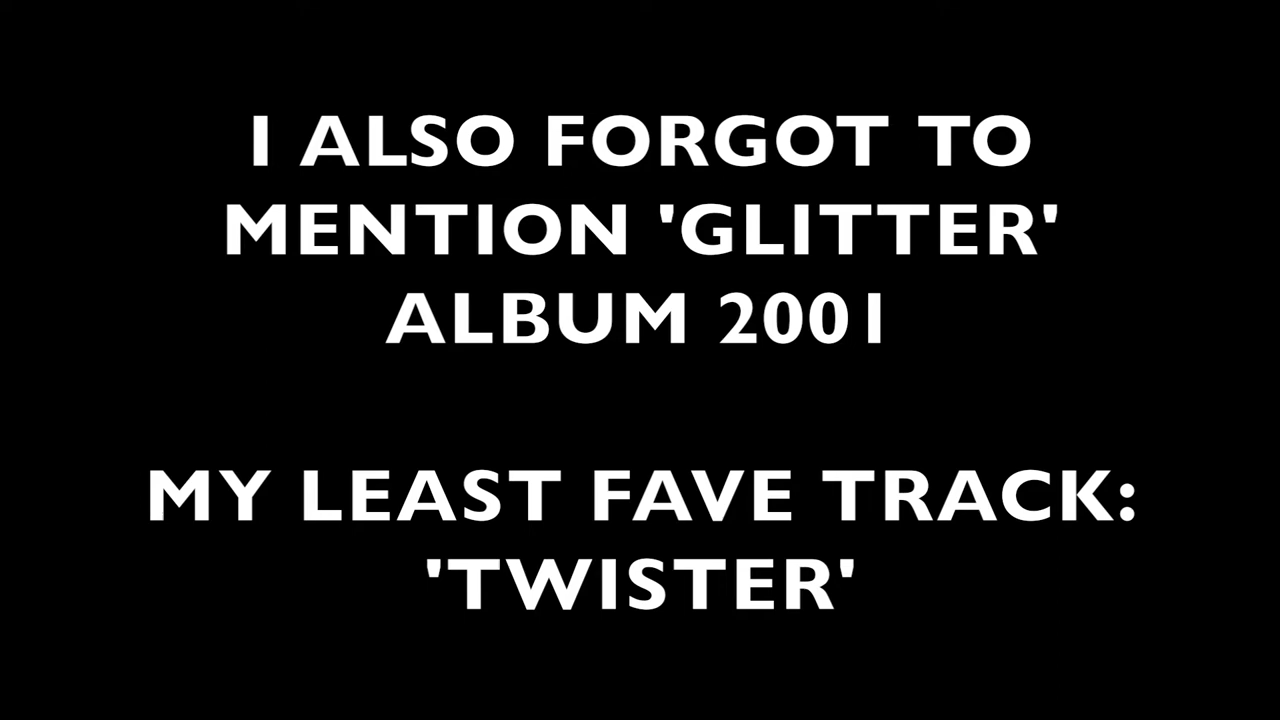 I ALSO FORGOT TO
MENTION 'GLITTER'
ALBUM 2001
MY LEAST FAVE TRACK:
'TWISTER'